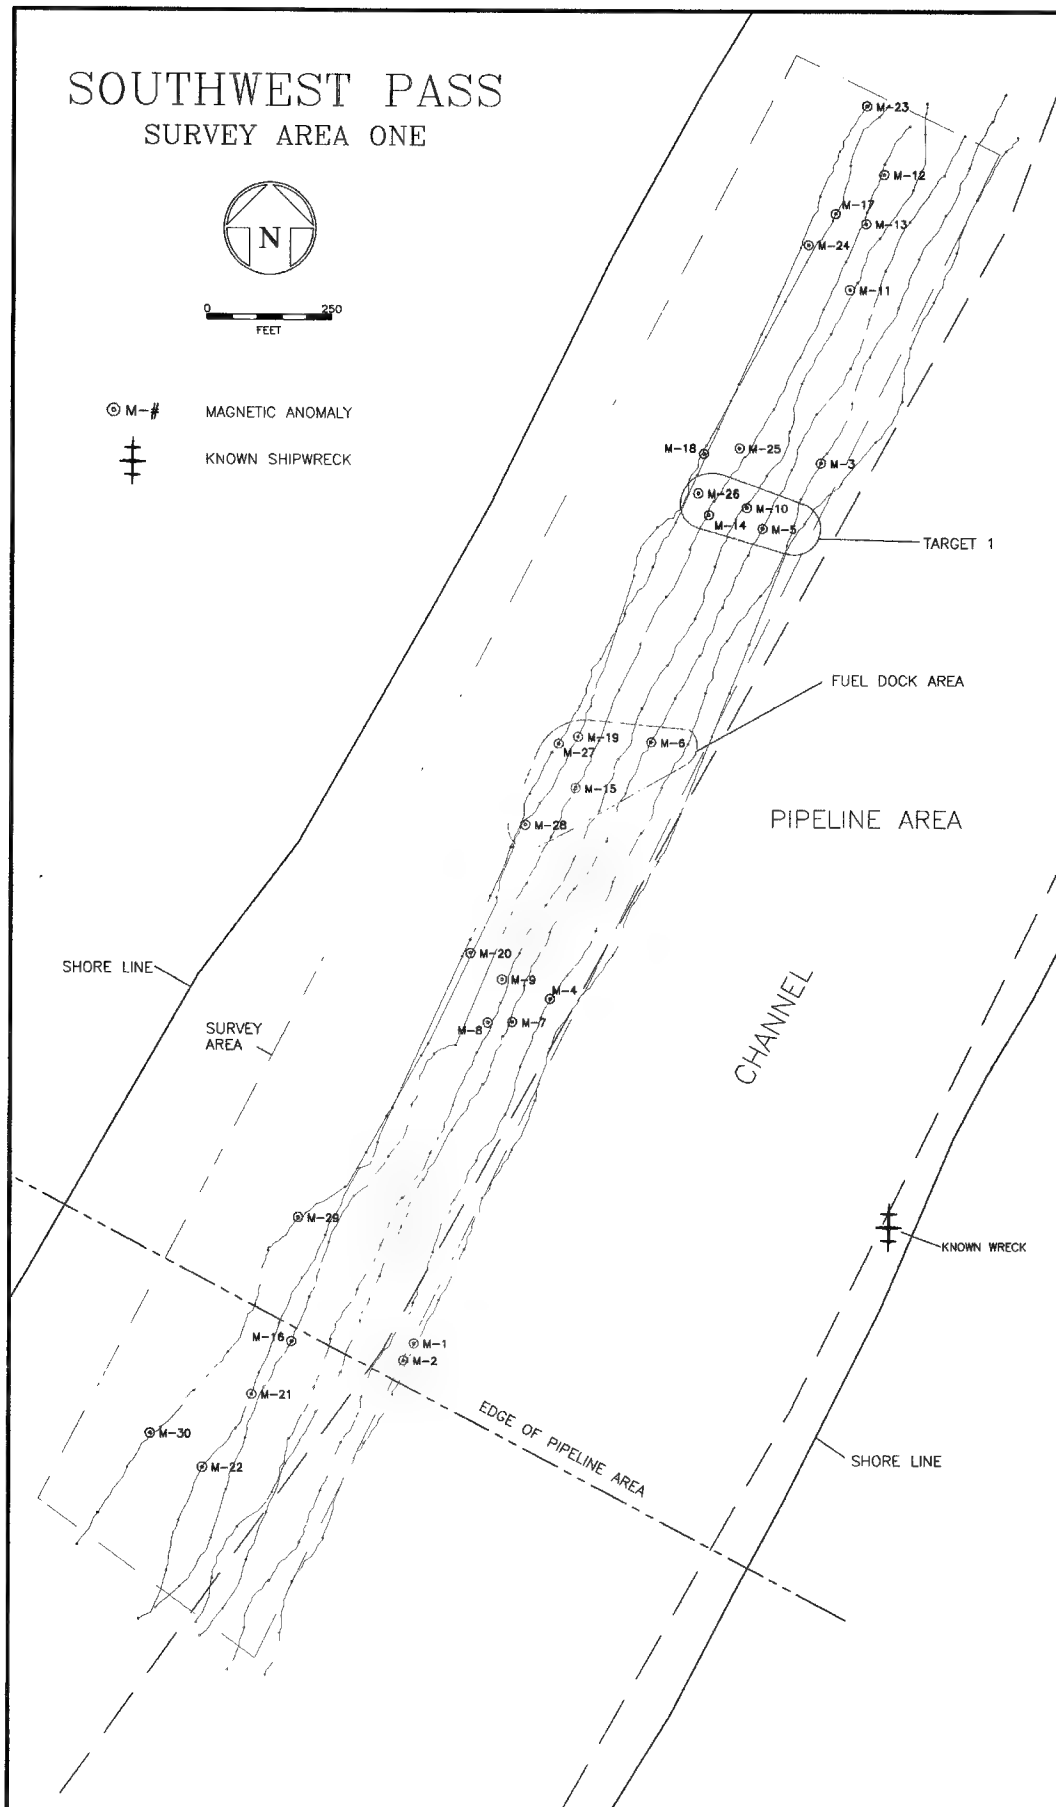 SOUTHWEST PASS
SURVEY AREA ONE
N
0 250
FEET
M-# MAGNETIC ANOMALY
KNOWN SHIPWRECK
M-23
M-12
M-17
M-13
M-24
M-11
M-18
M-25
M-3
M-26
M-10
M-14
M-5
TARGET 1
FUEL DOCK AREA
M-19
M-6
M-27
M-15
M-28
PIPELINE AREA
M-20
SHORE LINE
M-9
M-4
M-8
M-7
SURVEY
AREA
CHANNEL
M-29
KNOWN WRECK
M-16
M-1
M-2
M-21
EDGE OF PIPELINE AREA
M-30
M-22
SHORE LINE